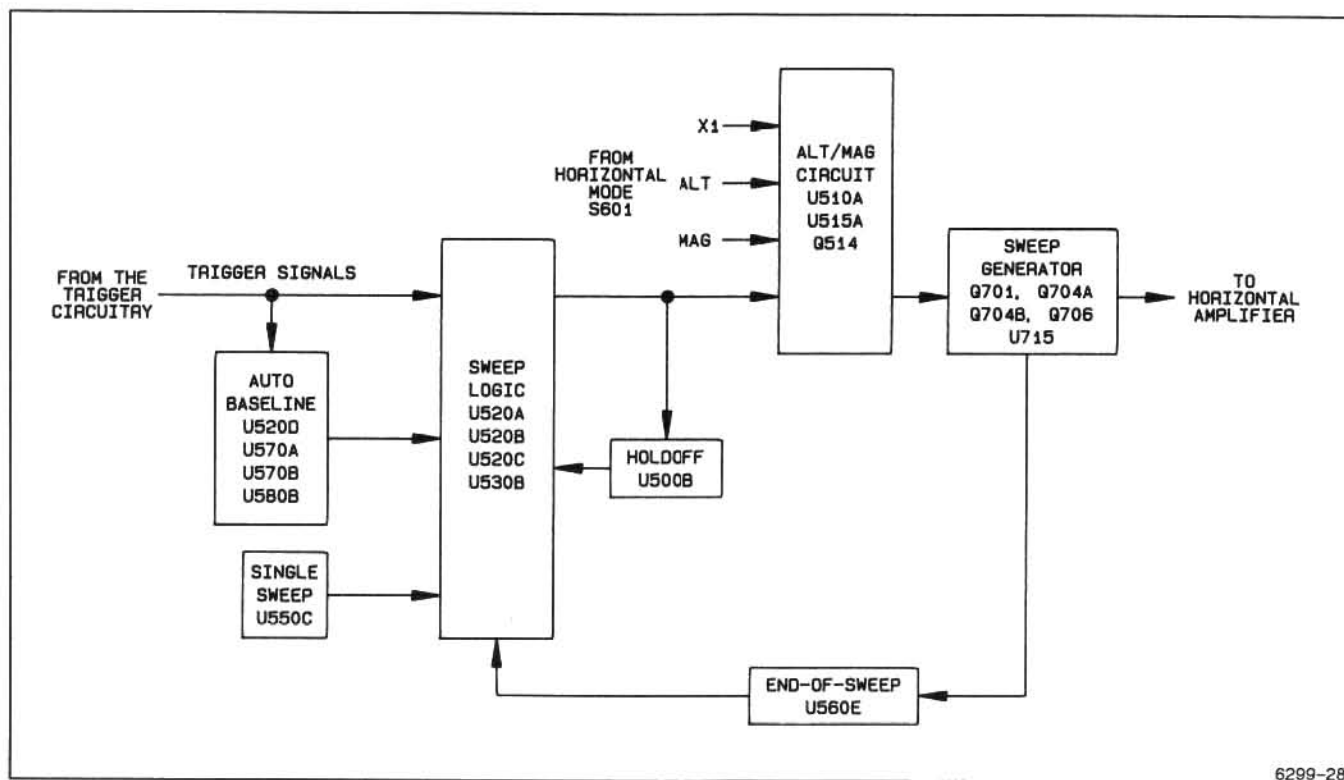 X1
FROM
HORIZONTAL
MODE
S601
ALT
MAG
ALT/MAG
CIRCUIT
U510A
U515A
Q514
FROM THE
TRIGGER
CIRCUITRY
TRIGGER SIGNALS
SWEEP
GENERATOR
Q701, Q704A
Q704B, Q706
U715
TO
HORIZONTAL
AMPLIFIER
AUTO
BASELINE
U520D
U570A
U570B
U580B
SWEEP
LOGIC
U520A
U520B
U520C
U530B
HOLDOFF
U500B
SINGLE
SWEEP
U550C
END-OF-SWEEP
U560E
6299-28